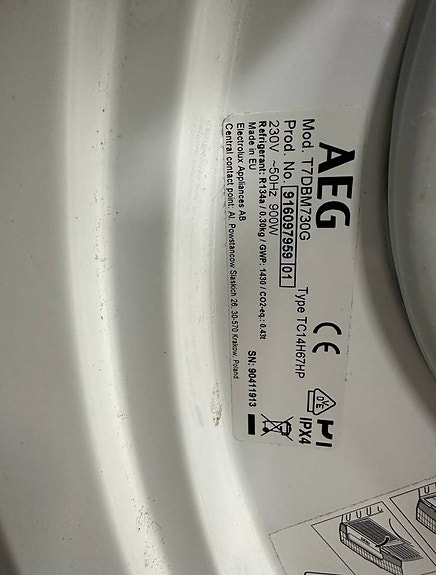 AEG
Mod. T7DBM730G
Type TC14H67HP
Prod. No. 916097959 01
230V ~50Hz 900W
Refrigerant: R134a / 0.30kg / GWP: 1430 / CO2-eq.: 0.43t
Made in EU
SN: 90411913
Electrolux Appliances AB
Central contact point: Al. Powstancow Slaskich 26, 30-570 Krakow, Poland
CE
DVE
IPX4